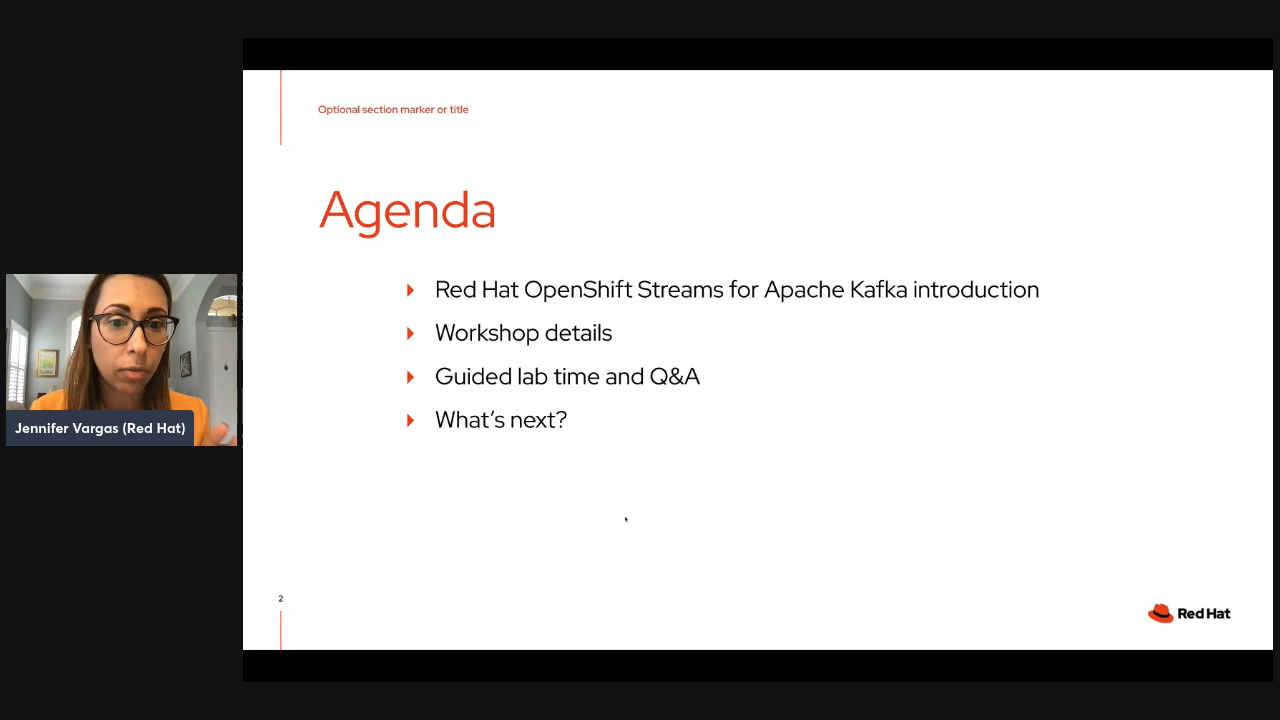 Optional section marker or title
Agenda
Red Hat OpenShift Streams for Apache Kafka introduction
Workshop details
Guided lab time and Q&A
What's next?
Jennifer Vargas (Red Hat)
2
Red Hat